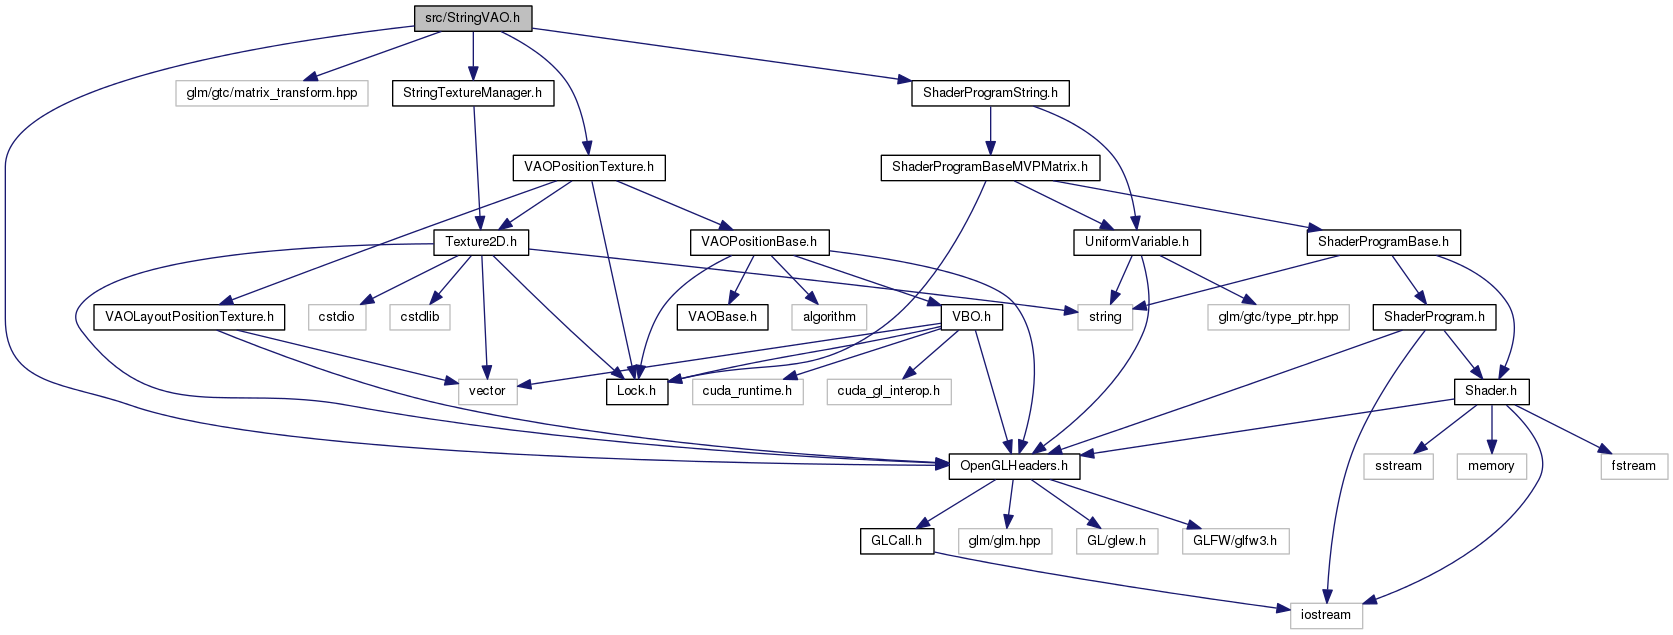 src/StringVAO.h
glm/gtc/matrix_transform.hpp
StringTextureManager.h
ShaderProgramString.h
VAOPositionTexture.h
ShaderProgramBaseMVPMatrix.h
Texture2D.h
VAOPositionBase.h
UniformVariable.h
ShaderProgramBase.h
VAOLayoutPositionTexture.h
cstdio
cstdlib
VAOBase.h
algorithm
VBO.h
string
glm/gtc/type_ptr.hpp
ShaderProgram.h
vector
Lock.h
cuda_runtime.h
cuda_gl_interop.h
Shader.h
OpenGLHeaders.h
sstream
memory
fstream
GLCall.h
glm/glm.hpp
GL/glew.h
GLFW/glfw3.h
iostream